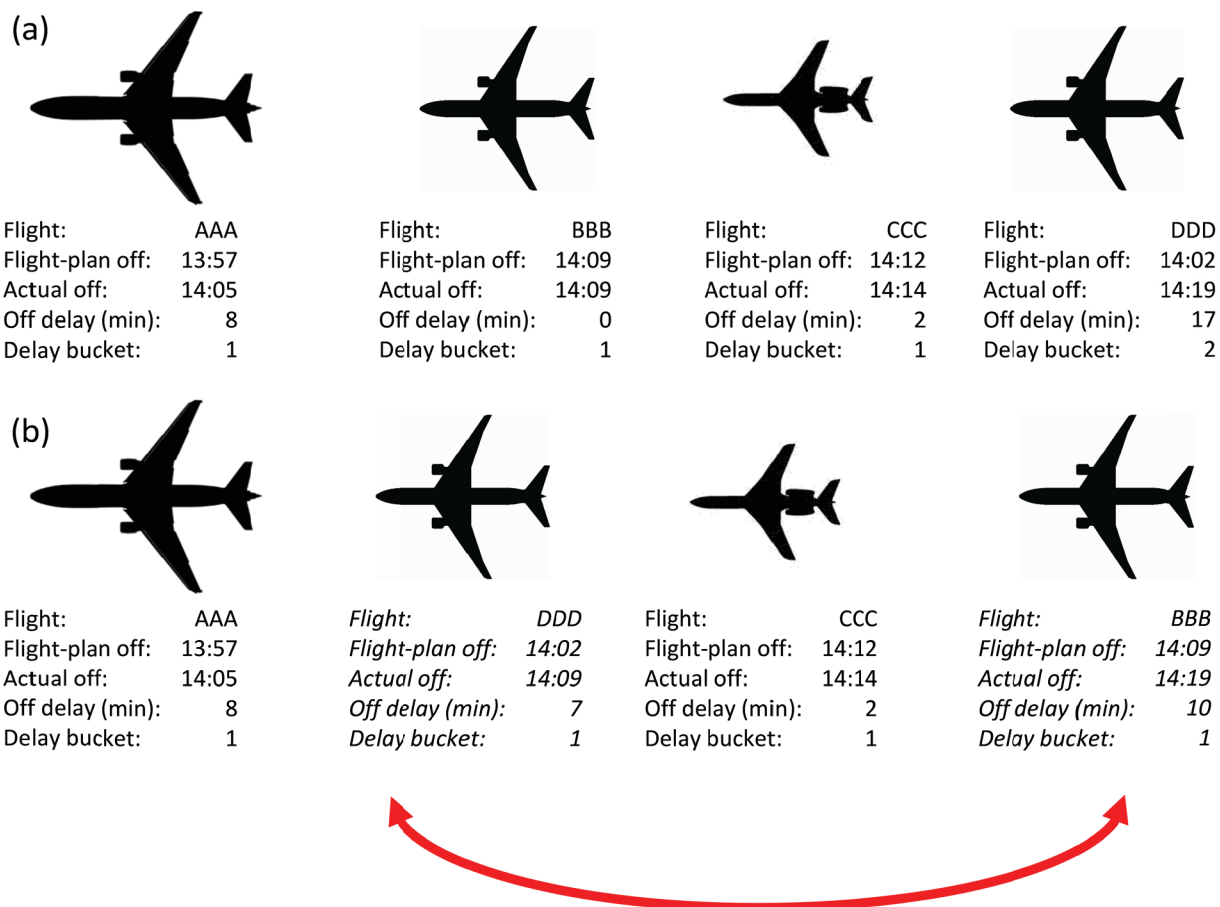 (a)
Flight: AAA
Flight-plan off: 13:57
Actual off: 14:05
Off delay (min): 8
Delay bucket: 1
Flight: BBB
Flight-plan off: 14:09
Actual off: 14:09
Off delay (min): 0
Delay bucket: 1
Flight: CCC
Flight-plan off: 14:12
Actual off: 14:14
Off delay (min): 2
Delay bucket: 1
Flight: DDD
Flight-plan off: 14:02
Actual off: 14:19
Off delay (min): 17
Delay bucket: 2
(b)
Flight: AAA
Flight-plan off: 13:57
Actual off: 14:05
Off delay (min): 8
Delay bucket: 1
Flight: DDD
Flight-plan off: 14:02
Actual off: 14:09
Off delay (min): 7
Delay bucket: 1
Flight: CCC
Flight-plan off: 14:12
Actual off: 14:14
Off delay (min): 2
Delay bucket: 1
Flight: BBB
Flight-plan off: 14:09
Actual off: 14:19
Off delay (min): 10
Delay bucket: 1